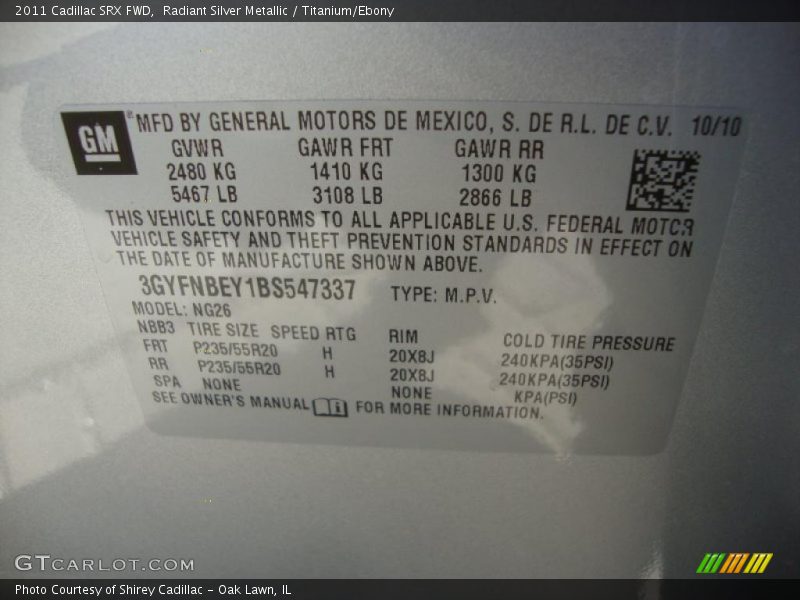 2011 Cadillac SRX FWD,  Radiant Silver Metallic / Titanium/Ebony
GM ® MFD BY GENERAL MOTORS DE MEXICO, S. DE R.L. DE C.V. 10/10
GVWR GAWR FRT GAWR RR
2480 KG 1410 KG 1300 KG
5467 LB 3108 LB 2866 LB
THIS VEHICLE CONFORMS TO ALL APPLICABLE U.S. FEDERAL MOTOR
VEHICLE SAFETY AND THEFT PREVENTION STANDARDS IN EFFECT ON
THE DATE OF MANUFACTURE SHOWN ABOVE.
3GYFNBEY1BS547337 TYPE: M.P.V.
MODEL: NG26
NBB3 TIRE SIZE SPEED RTG RIM COLD TIRE PRESSURE
FRT P235/55R20 H 20X8J 240KPA(35PSI)
RR P235/55R20 H 20X8J 240KPA(35PSI)
SPA NONE NONE KPA(PSI)
SEE OWNER'S MANUAL FOR MORE INFORMATION.
GTCARLOT.COM
Photo Courtesy of Shirey Cadillac - Oak Lawn, IL